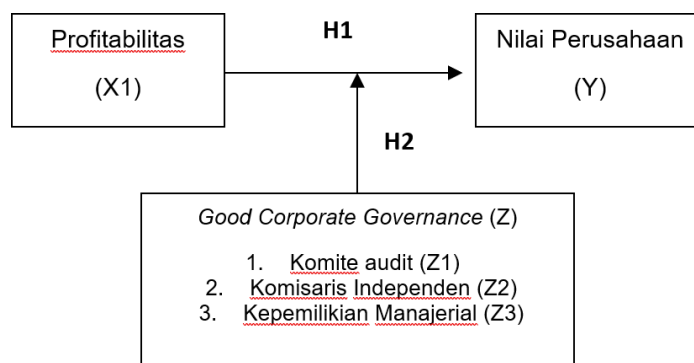 Profitabilitas
(X1)
H1
Nilai Perusahaan
(Y)
H2
Good Corporate Governance (Z)
1. Komite audit (Z1)
2. Komisaris Independen (Z2)
3. Kepemilikian Manajerial (Z3)